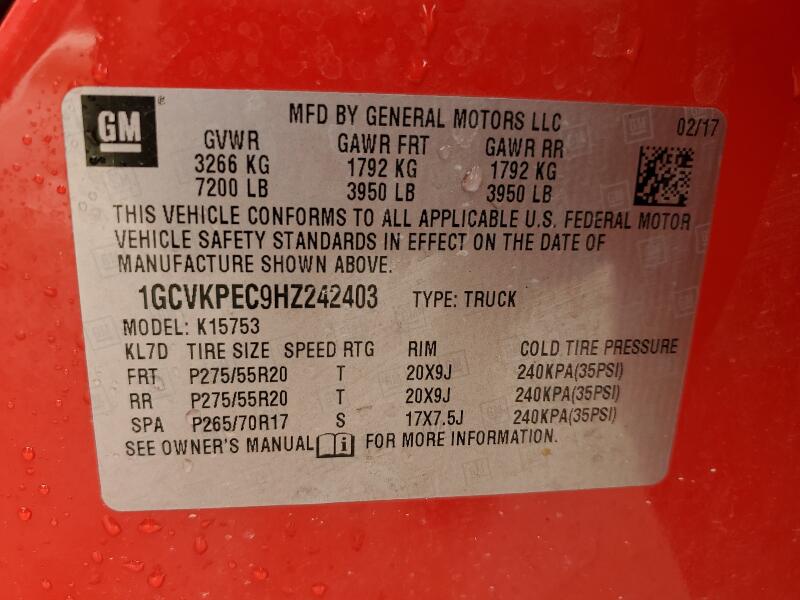 GM
MFD BY GENERAL MOTORS LLC 02/17
GVWR GAWR FRT GAWR RR
3266 KG 1792 KG 1792 KG
7200 LB 3950 LB 3950 LB
THIS VEHICLE CONFORMS TO ALL APPLICABLE U.S. FEDERAL MOTOR
VEHICLE SAFETY STANDARDS IN EFFECT ON THE DATE OF
MANUFACTURE SHOWN ABOVE.
1GCVKPEC9HZ242403 TYPE: TRUCK
MODEL: K15753
KL7D TIRE SIZE SPEED RTG RIM COLD TIRE PRESSURE
FRT P275/55R20 T 20X9J 240KPA(35PSI)
RR P275/55R20 T 20X9J 240KPA(35PSI)
SPA P265/70R17 S 17X7.5J 240KPA(35PSI)
SEE OWNER'S MANUAL i FOR MORE INFORMATION.